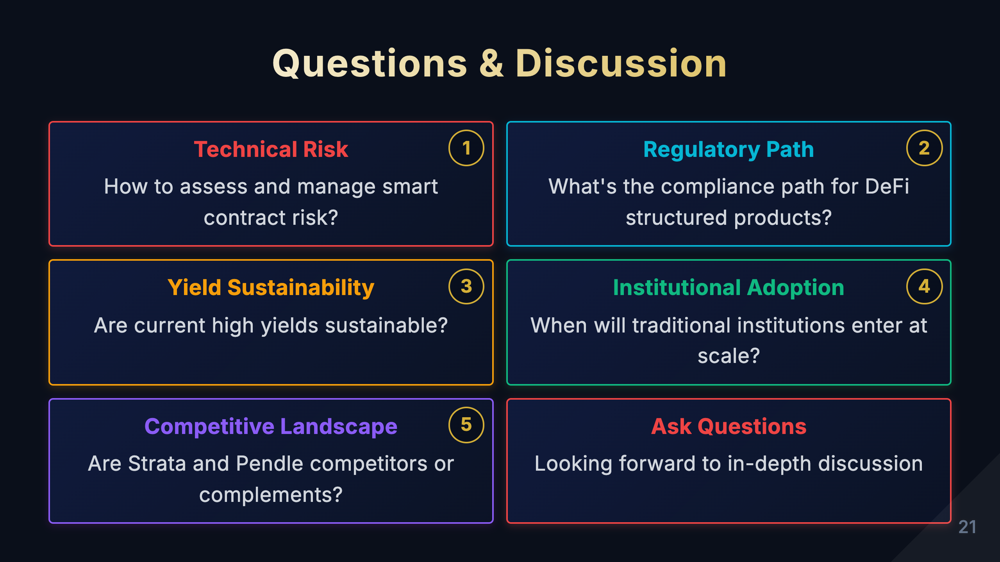 Questions & Discussion
Technical Risk
1
How to assess and manage smart
contract risk?
Regulatory Path
2
What's the compliance path for DeFi
structured products?
Yield Sustainability
3
Are current high yields sustainable?
Institutional Adoption
4
When will traditional institutions enter at
scale?
Competitive Landscape
5
Are Strata and Pendle competitors or
complements?
Ask Questions
Looking forward to in-depth discussion
21